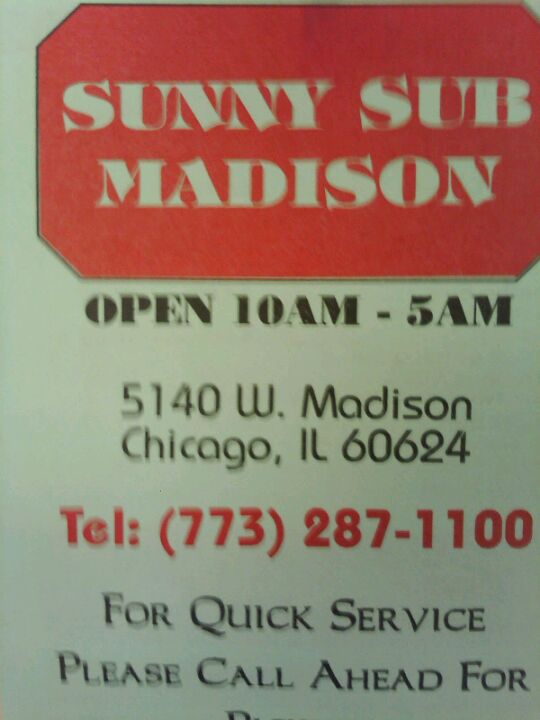 SUNNY SUB
MADISON
OPEN 10AM - 5AM
5140 W. Madison
Chicago, IL 60624
Tel: (773) 287-1100
FOR QUICK SERVICE
PLEASE CALL AHEAD FOR